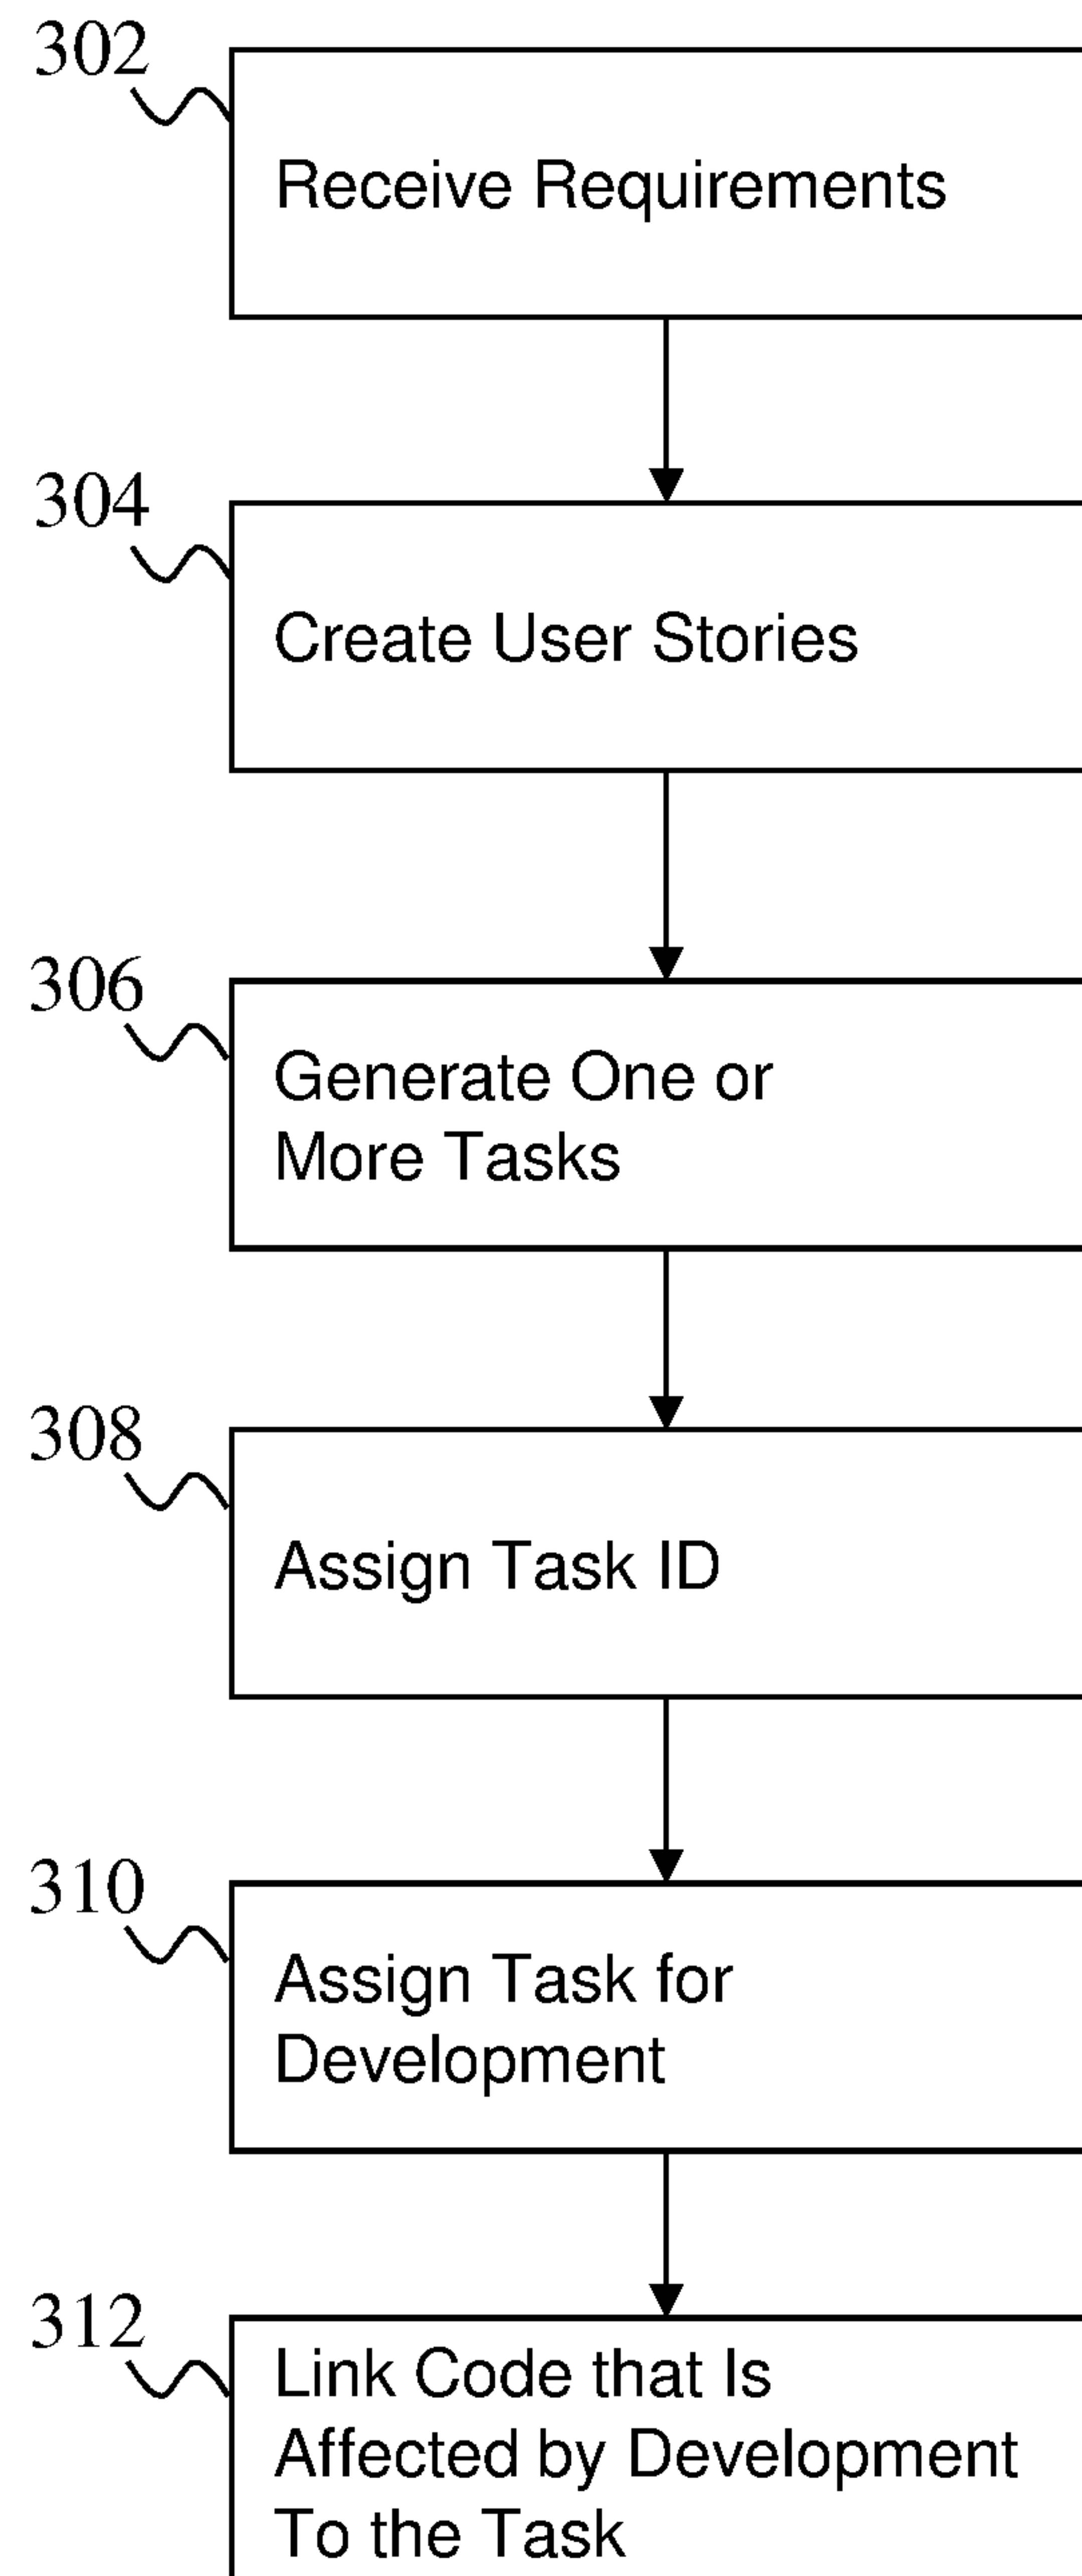 302
Receive Requirements
304
Create User Stories
306
Generate One or
More Tasks
308
Assign Task ID
310
Assign Task for
Development
312
Link Code that Is
Affected by Development
To the Task